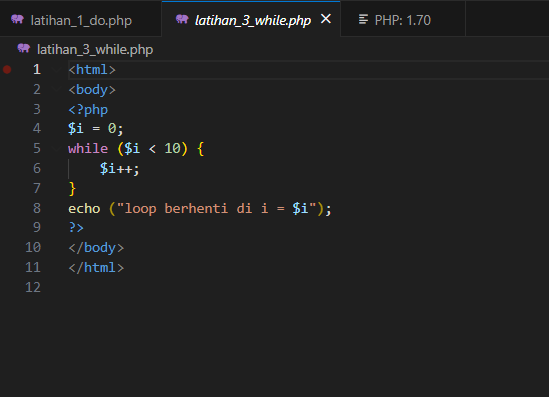 latihan_1_do.php latihan_3_while.php PHP: 1.70
latihan_3_while.php
1 <html>
2 <body>
3 <?php
4 $i = 0;
5 while ($i < 10) {
6     $i++;
7 }
8 echo ("loop berhenti di i = $i");
9 ?>
10 </body>
11 </html>
12